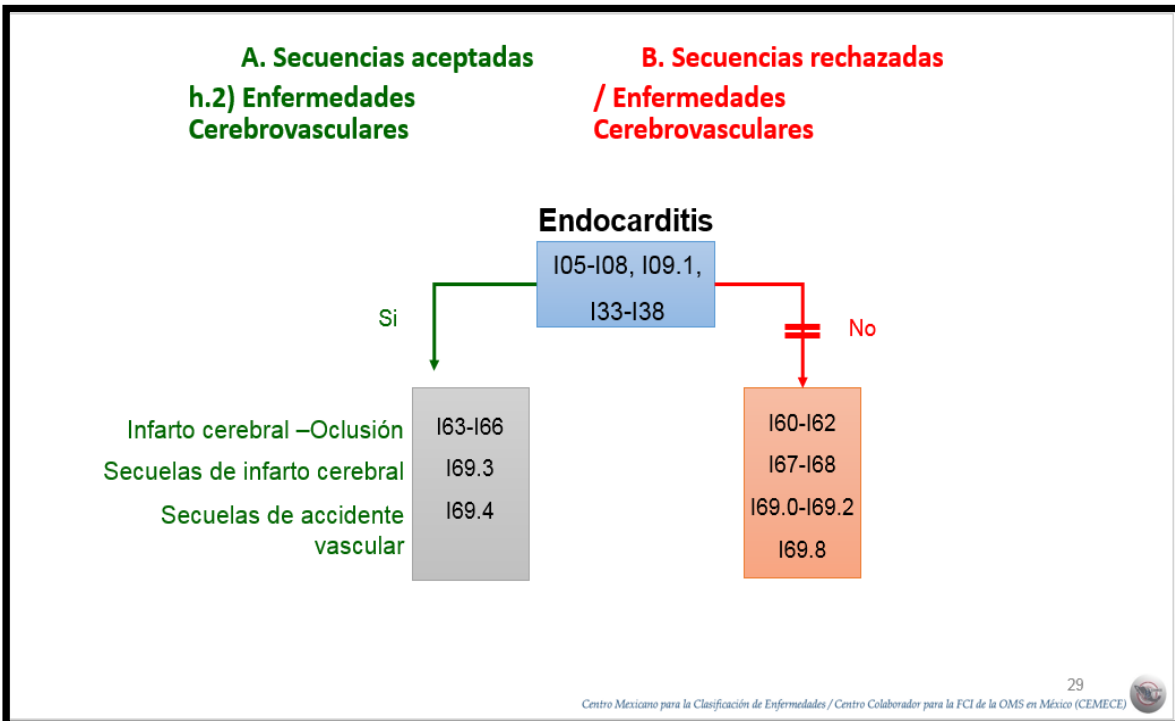 A. Secuencias aceptadas
h.2) Enfermedades
Cerebrovasculares
B. Secuencias rechazadas
/ Enfermedades
Cerebrovasculares
Endocarditis
I05-I08, I09.1,
I33-I38
Si
No
Infarto cerebral –Oclusión
I63-I66
Secuelas de infarto cerebral
I69.3
Secuelas de accidente
vascular
I69.4
I60-I62
I67-I68
I69.0-I69.2
I69.8
29
Centro Mexicano para la Clasificación de Enfermedades / Centro Colaborador para la FCI de la OMS en México (CEMECE)